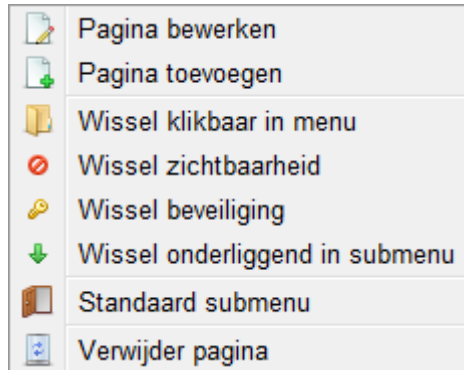 Pagina bewerken
Pagina toevoegen
Wissel klikbaar in menu
Wissel zichtbaarheid
Wissel beveiliging
Wissel onderliggend in submenu
Standaard submenu
Verwijder pagina